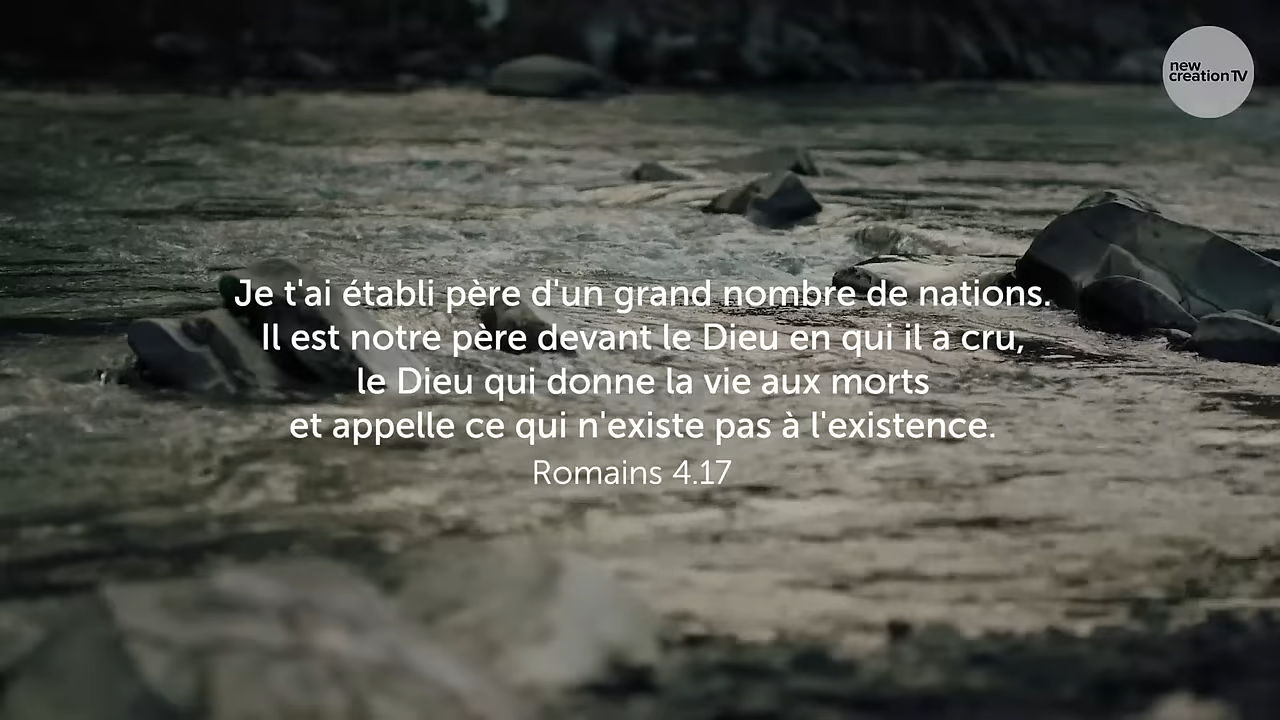 new
creation TV
Je t'ai établi père d'un grand nombre de nations.
Il est notre père devant le Dieu en qui il a cru,
le Dieu qui donne la vie aux morts
et appelle ce qui n'existe pas à l'existence.
Romains 4.17